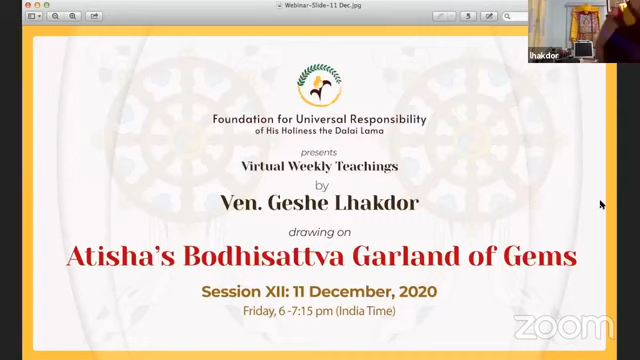 Webinar-Slide-11 Dec.jpg
lhakdor
Foundation for Universal Responsibility
of His Holiness the Dalai Lama
presents
Virtual Weekly Teachings
by
Ven. Geshe Lhakdor
drawing on
Atisha's Bodhisattva Garland of Gems
Session XII: 11 December, 2020
Friday, 6 -7:15 pm (India Time)
zoom